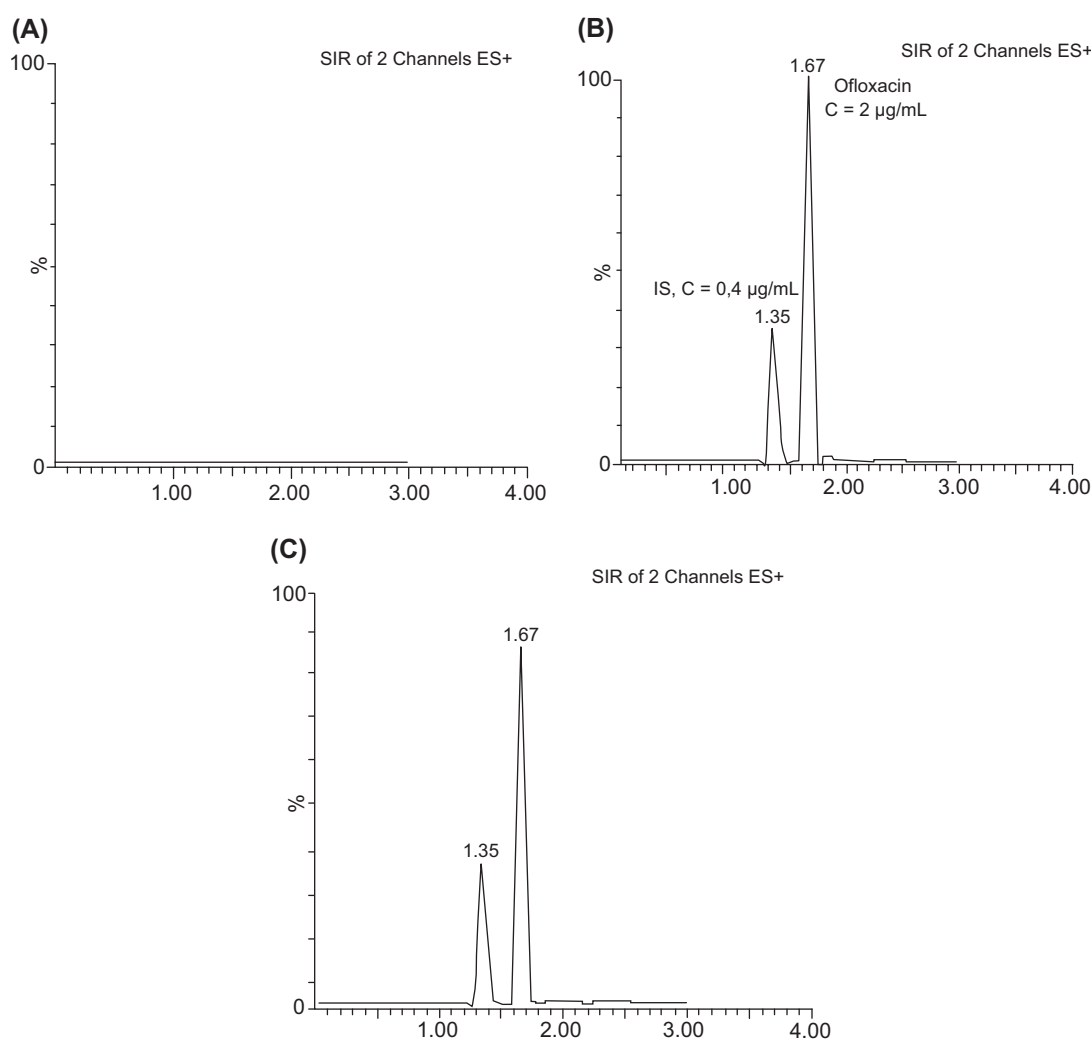 (A)
SIR of 2 Channels ES+
100
%
0
1.00
2.00
3.00
4.00
(B)
SIR of 2 Channels ES+
1.67
100
Ofloxacin
C = 2 µg/mL
%
IS, C = 0,4 µg/mL
1.35
0
1.00
2.00
3.00
4.00
(C)
SIR of 2 Channels ES+
100
1.67
%
1.35
0
1.00
2.00
3.00
4.00